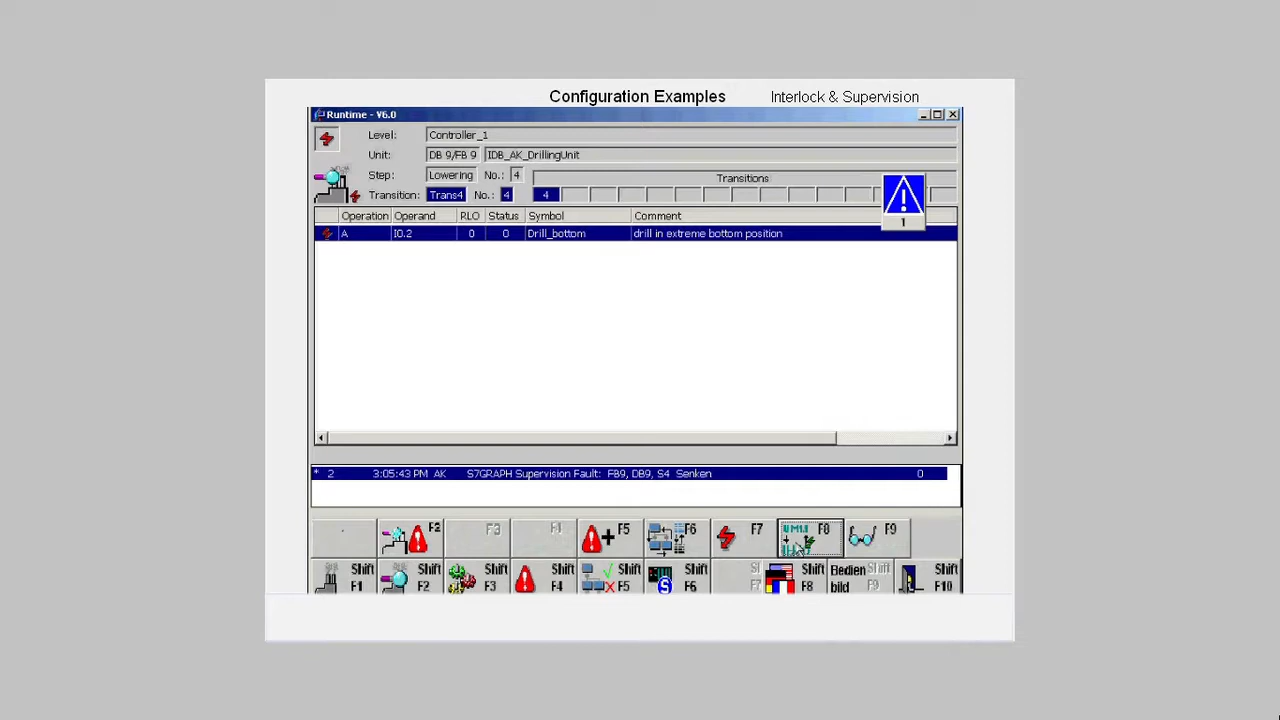 Configuration Examples Interlock & Supervision
Runtime - V6.0
Level: Controller_1
Unit: DB 9/FB 9 IDB_AK_DrillingUnit
Step: Lowering No.: 4 Transitions
Transition: Trans4 No.: 4 4
1
Operation Operand RLO Status Symbol Comment
A I0.2 0 0 Drill_bottom drill in extreme bottom position
* 2 3:05:43 PM AK S7GRAPH Supervision Fault: FB9, DB9, S4 Senken 0
F2 F3 F4 F5 F6 F7 F8 F9
Shift F1 Shift F2 Shift F3 Shift F4 Shift F5 S Shift F6 F7 Shift F8 Bedien bild Shift F9 Shift F10